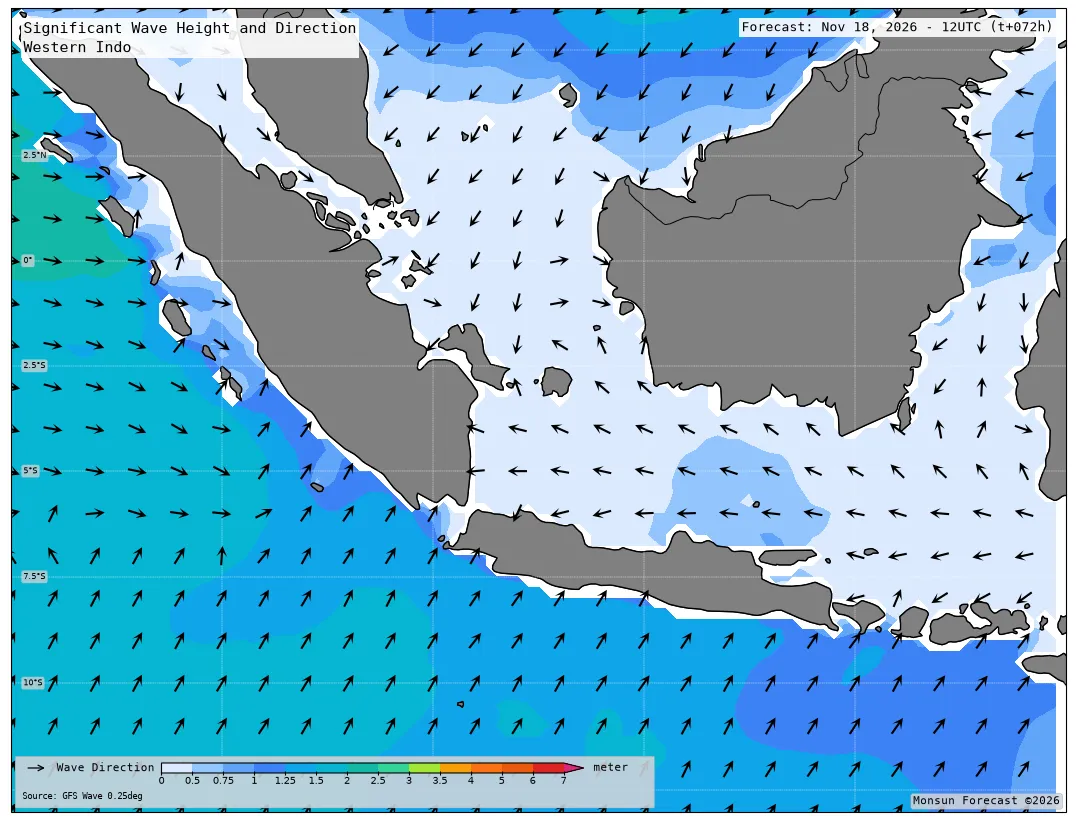 Significant Wave Height and Direction
Western Indo
Forecast: Nov 18, 2026 - 12UTC (t+072h)
2.5°N
0°
2.5°S
5°S
7.5°S
10°S
Wave Direction
0 0.5 0.75 1 1.25 1.5 2 2.5 3 3.5 4 5 6 7
meter
Source: GFS Wave 0.25deg
Monsun Forecast ©2026